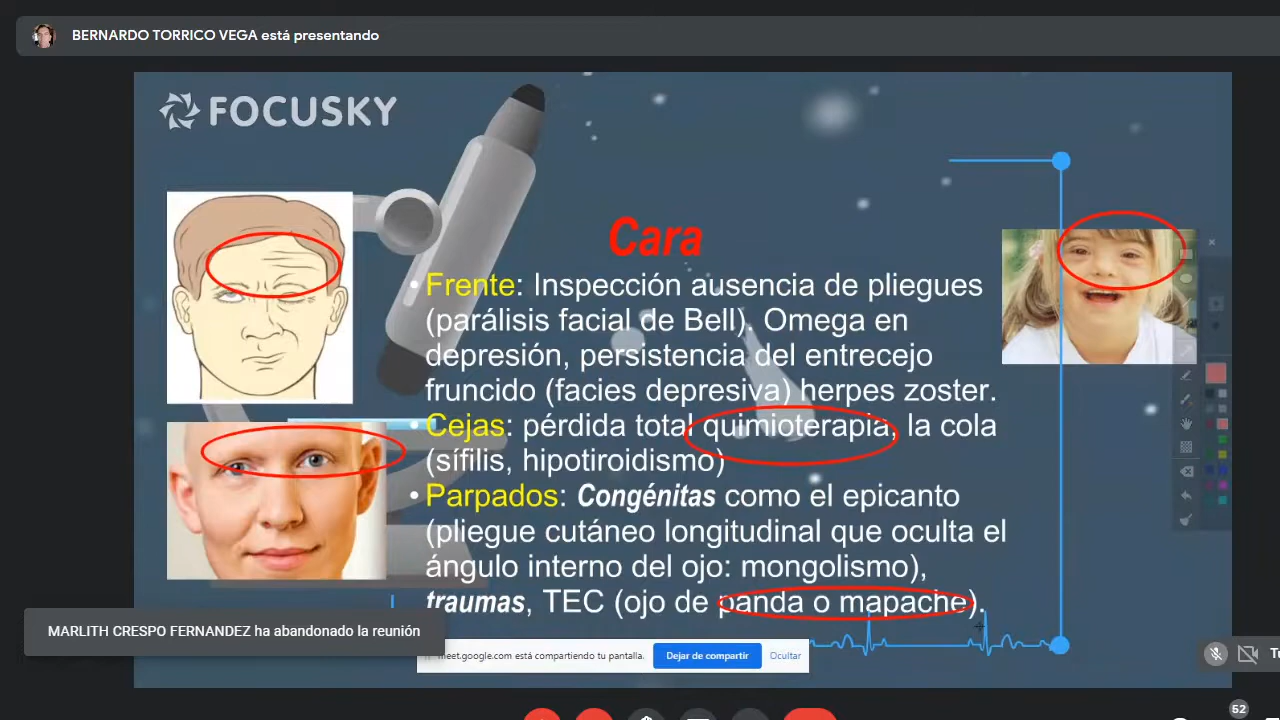 BERNARDO TORRICO VEGA está presentando
FOCUSKY
Cara
• Frente: Inspección ausencia de pliegues
(parálisis facial de Bell). Omega en
depresión, persistencia del entrecejo
fruncido (facies depresiva) herpes zoster.
• Cejas: pérdida total quimioterapia, la cola
(sífilis, hipotiroidismo)
• Parpados: Congénitas como el epicanto
(pliegue cutáneo longitudinal que oculta el
ángulo interno del ojo: mongolismo),
traumas, TEC (ojo de panda o mapache).
MARLITH CRESPO FERNANDEZ ha abandonado la reunión
meet.google.com está compartiendo tu pantalla.
Dejar de compartir
Ocultar
52